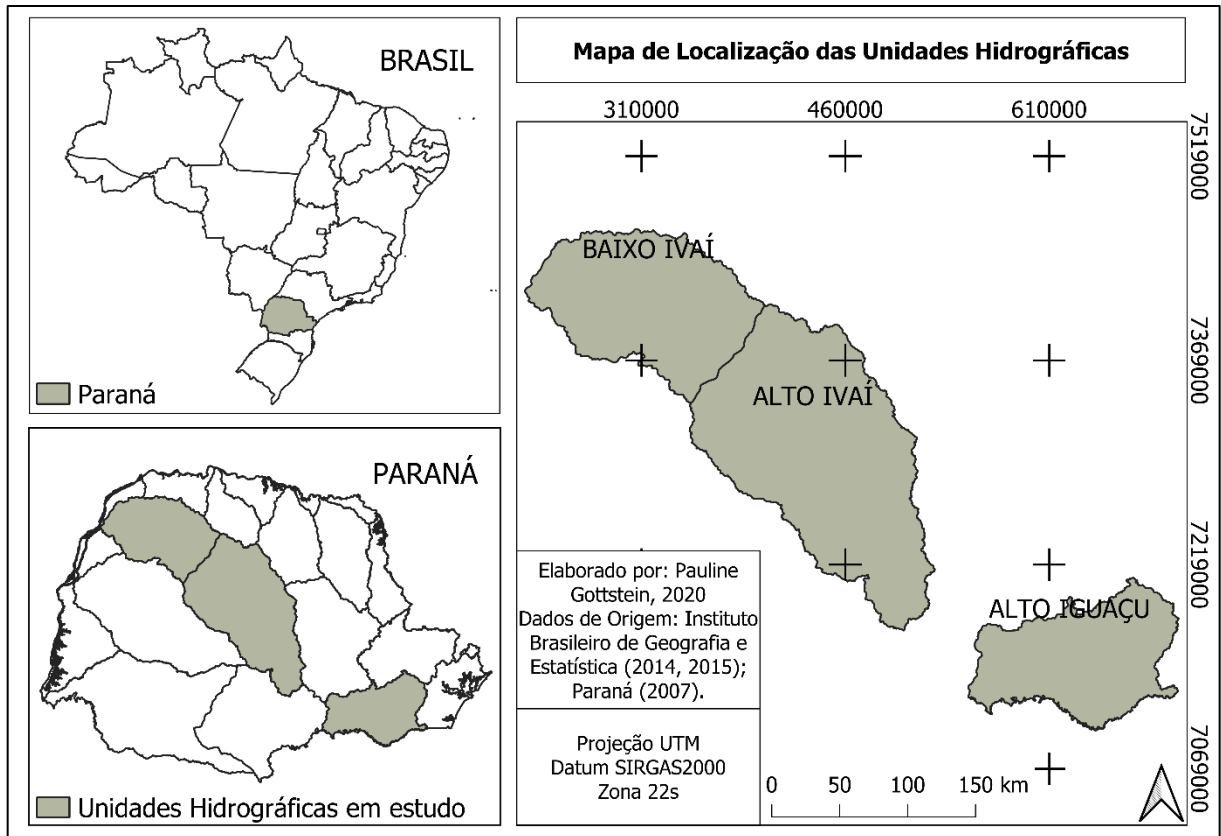 BRASIL
Paraná
PARANÁ
Unidades Hidrográficas em estudo
Mapa de Localização das Unidades Hidrográficas
310000
460000
610000
7519000
7369000
7219000
7069000
BAIXO IVAÍ
ALTO IVAÍ
ALTO IGUAÇU
Elaborado por: Pauline
Gottstein, 2020
Dados de Origem: Instituto
Brasileiro de Geografia e
Estatística (2014, 2015);
Paraná (2007).
Projeção UTM
Datum SIRGAS2000
Zona 22s
0 50 100 150 km